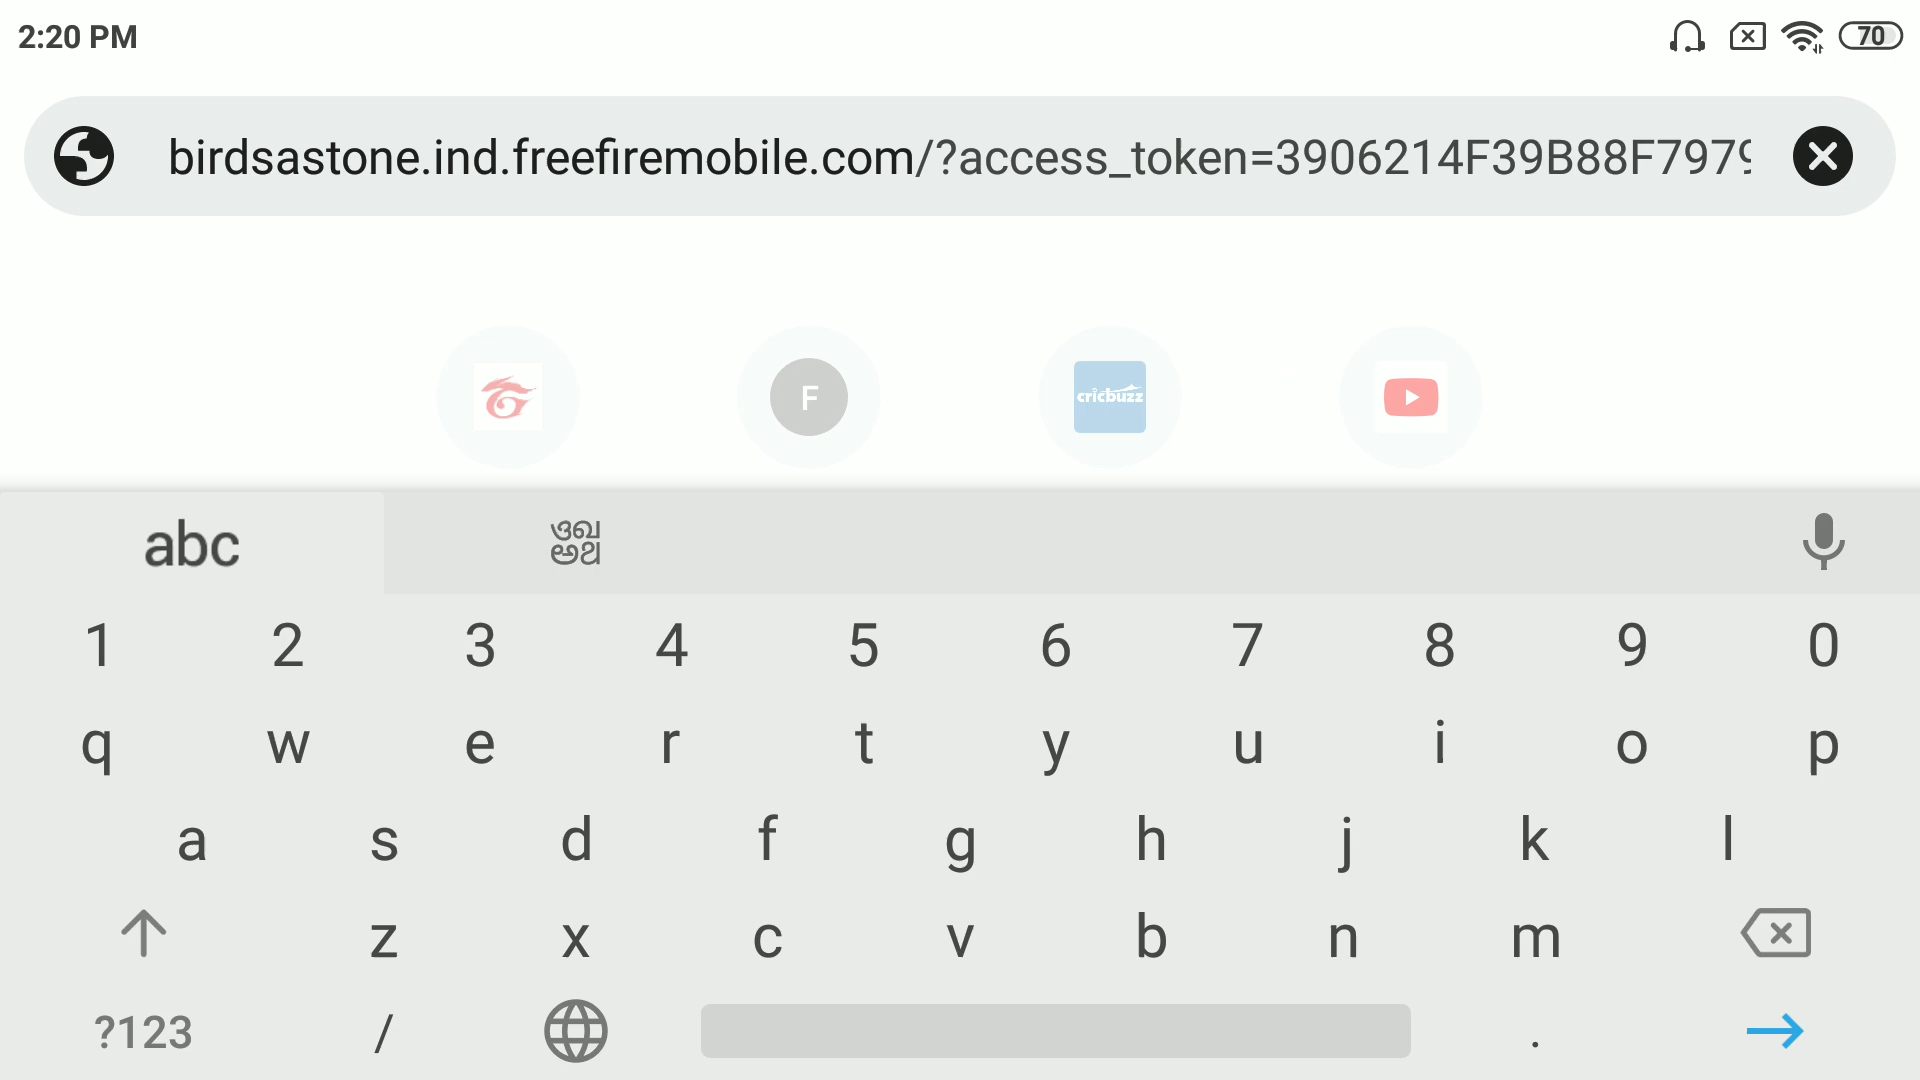 2:20 PM
70
birdsastone.ind.freefiremobile.com/?access_token=3906214F39B88F7979
F
cricbuzz
abc
1 2 3 4 5 6 7 8 9 0
q w e r t y u i o p
a s d f g h j k l
z x c v b n m
?123 / .